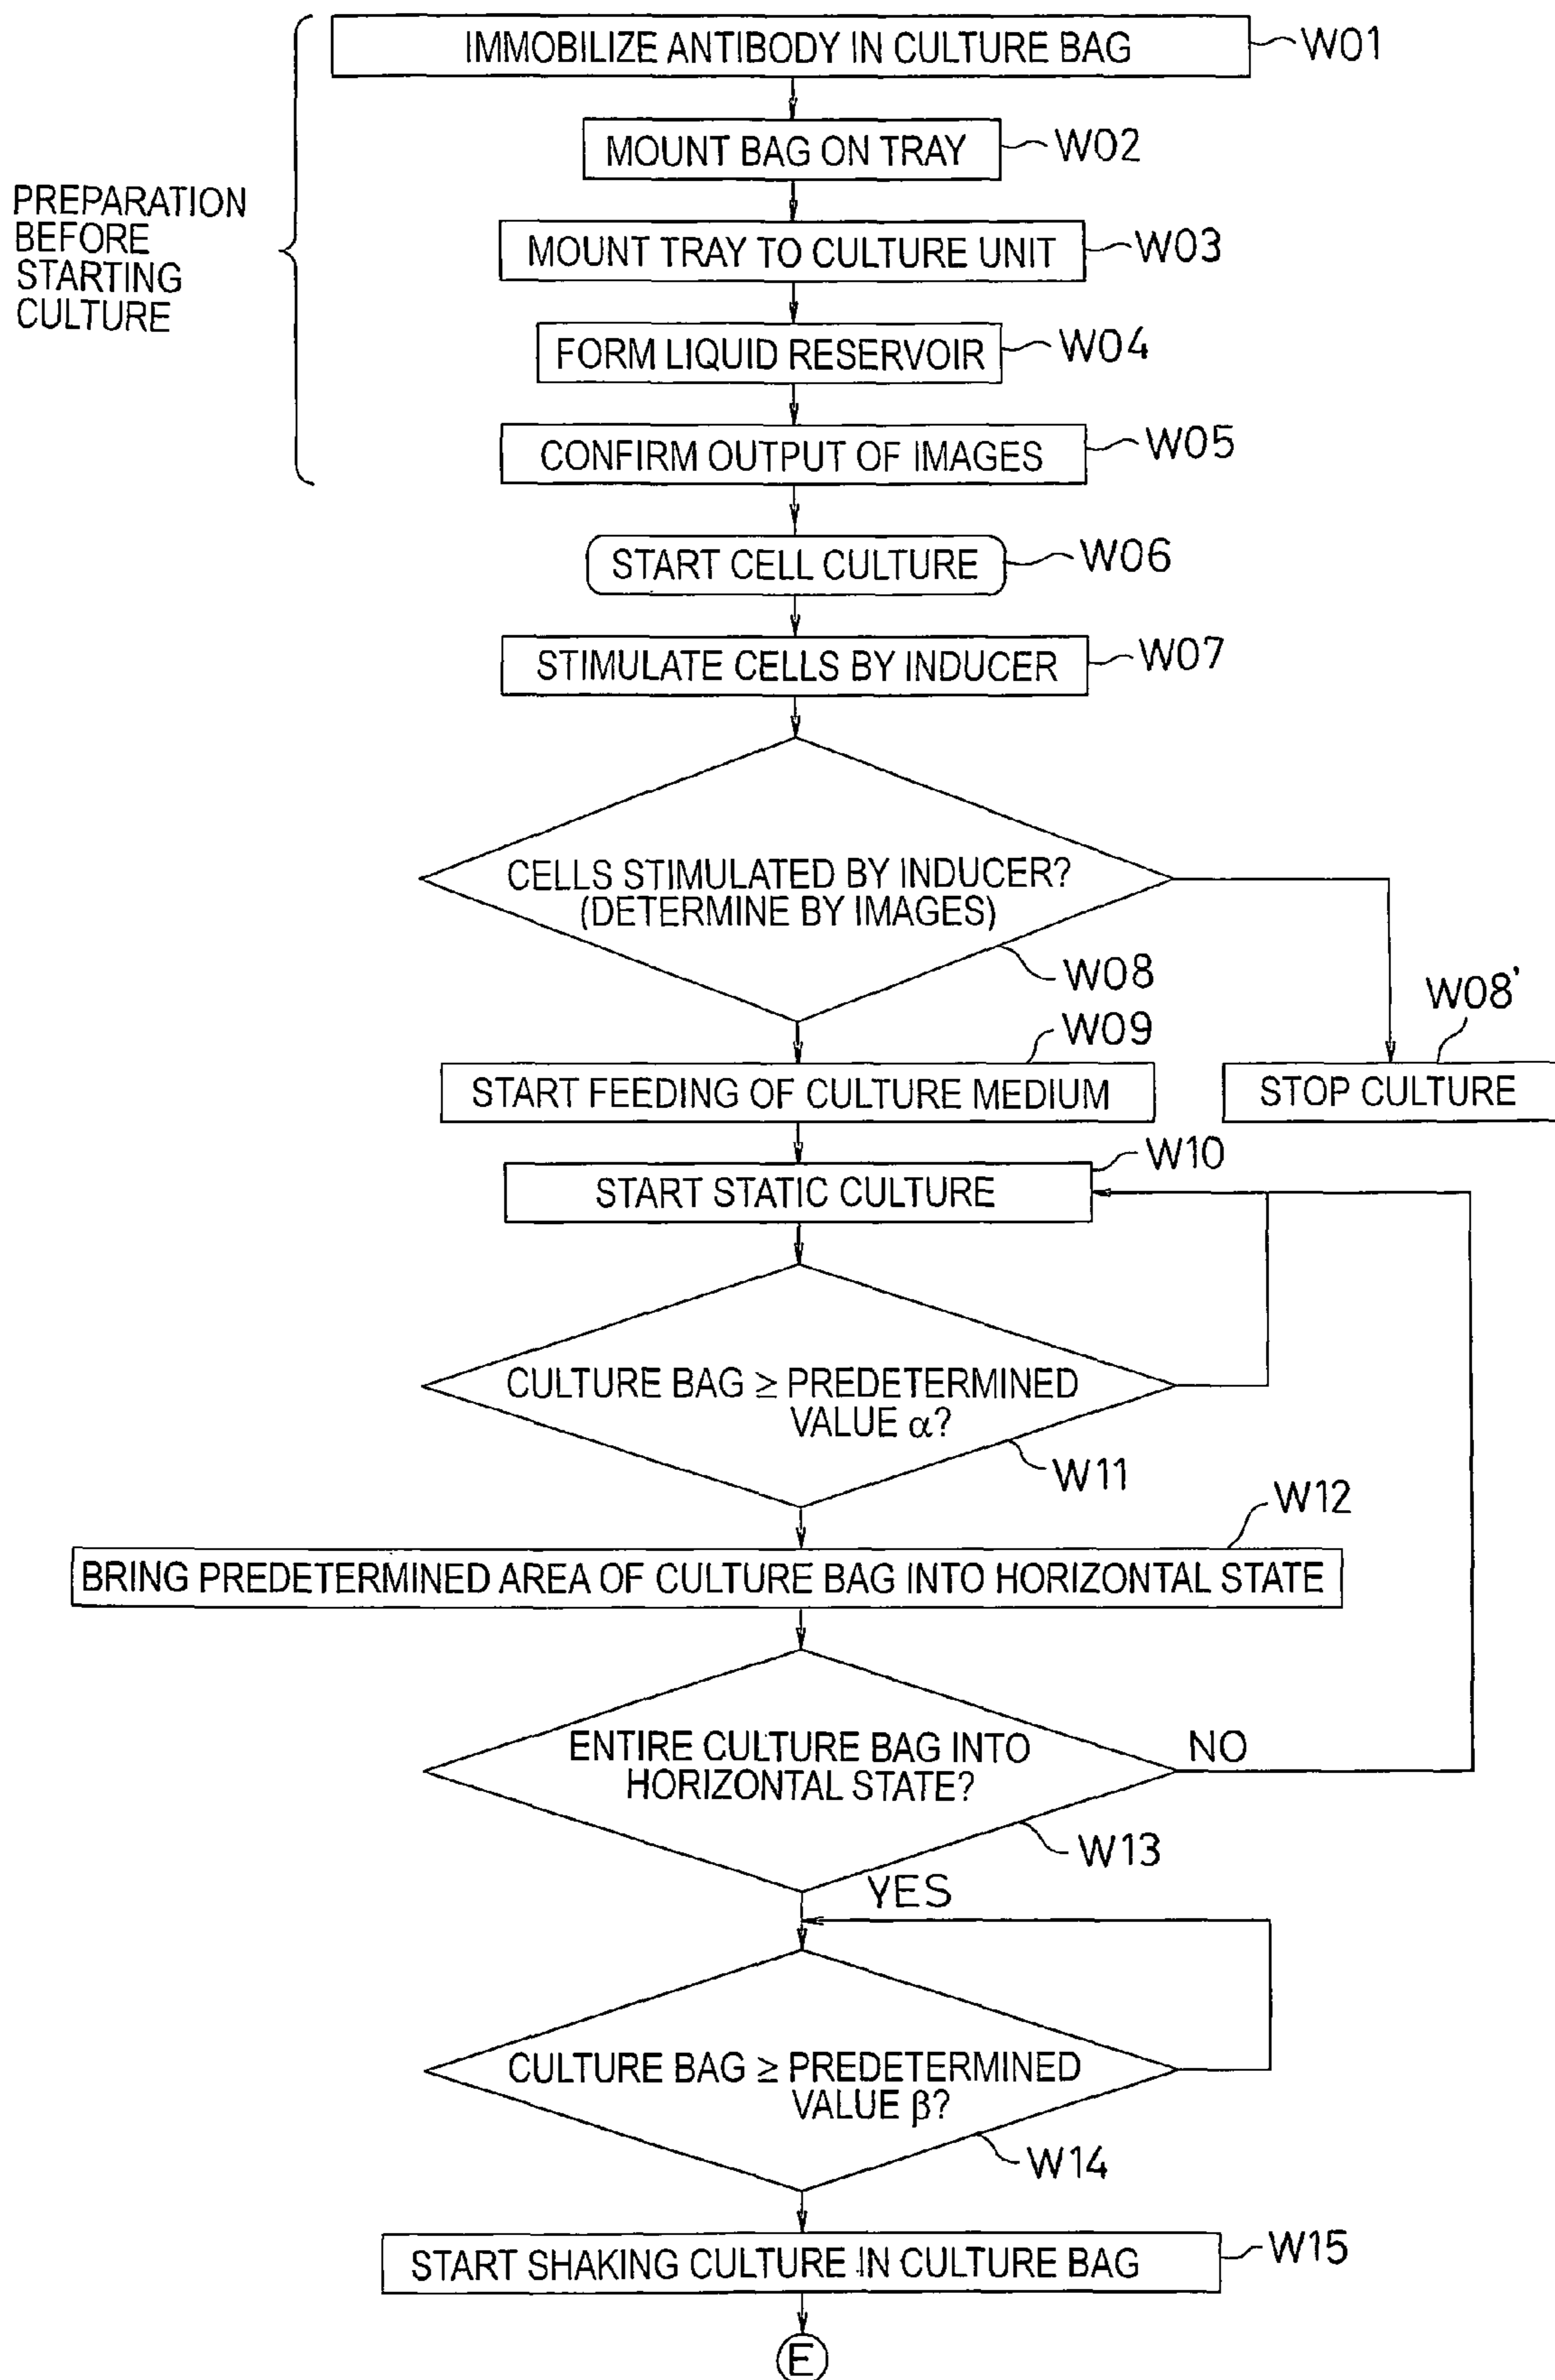 IMMOBILIZE ANTIBODY IN CULTURE BAG
W01
MOUNT BAG ON TRAY
W02
PREPARATION
BEFORE
STARTING
CULTURE
MOUNT TRAY TO CULTURE UNIT
W03
FORM LIQUID RESERVOIR
W04
CONFIRM OUTPUT OF IMAGES
W05
START CELL CULTURE
W06
STIMULATE CELLS BY INDUCER
W07
CELLS STIMULATED BY INDUCER?
(DETERMINE BY IMAGES)
W08
W08'
W09
START FEEDING OF CULTURE MEDIUM
STOP CULTURE
W10
START STATIC CULTURE
CULTURE BAG ≥ PREDETERMINED
VALUE α?
W11
W12
BRING PREDETERMINED AREA OF CULTURE BAG INTO HORIZONTAL STATE
ENTIRE CULTURE BAG INTO
HORIZONTAL STATE?
NO
W13
YES
CULTURE BAG ≥ PREDETERMINED
VALUE β?
W14
START SHAKING CULTURE IN CULTURE BAG
W15
E